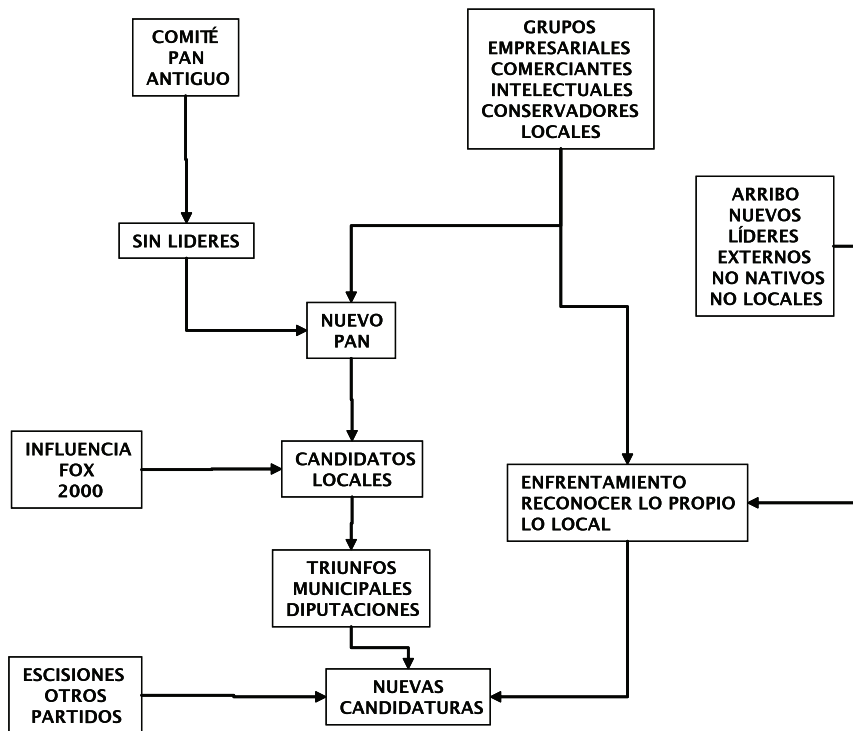 COMITÉ
PAN
ANTIGUO
GRUPOS
EMPRESARIALES
COMERCIANTES
INTELECTUALES
CONSERVADORES
LOCALES
ARRIBO
NUEVOS
LÍDERES
EXTERNOS
NO NATIVOS
NO LOCALES
SIN LIDERES
NUEVO
PAN
INFLUENCIA
FOX
2000
CANDIDATOS
LOCALES
ENFRENTAMIENTO
RECONOCER LO PROPIO
LO LOCAL
TRIUNFOS
MUNICIPALES
DIPUTACIONES
ESCISIONES
OTROS
PARTIDOS
NUEVAS
CANDIDATURAS